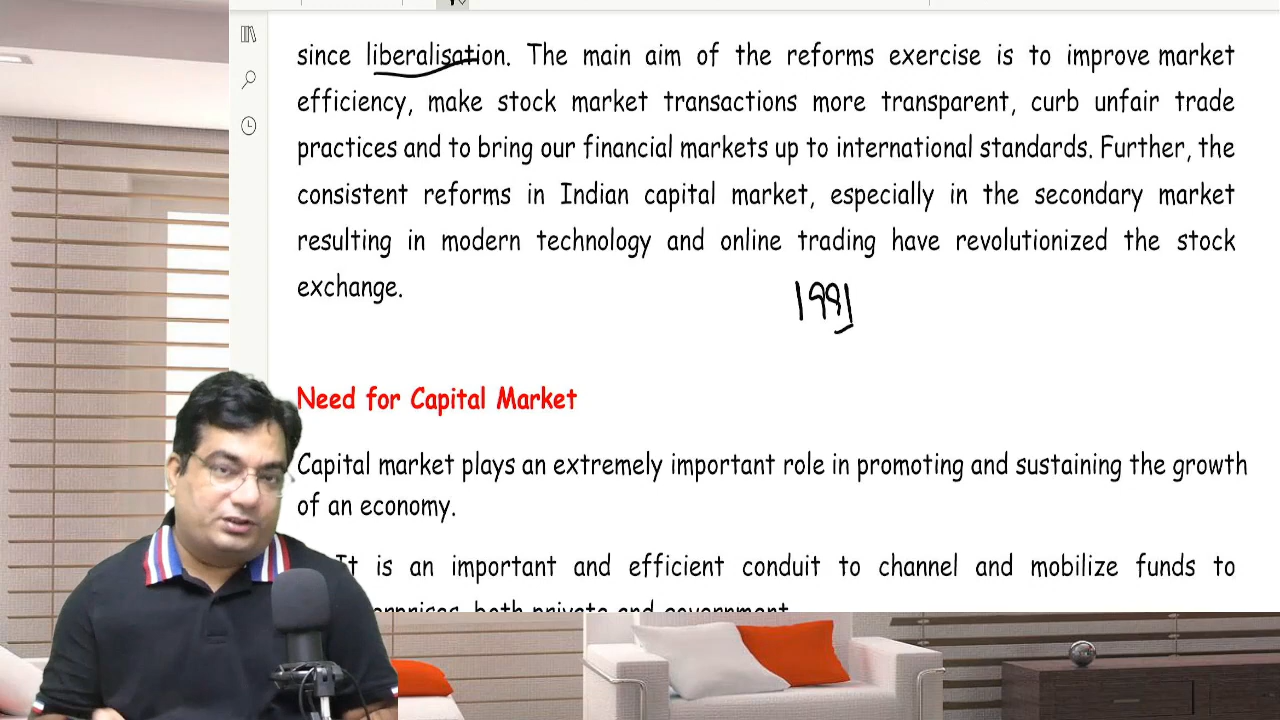 since liberalisation. The main aim of the reforms exercise is to improve market
efficiency, make stock market transactions more transparent, curb unfair trade
practices and to bring our financial markets up to international standards. Further, the
consistent reforms in Indian capital market, especially in the secondary market
resulting in modern technology and online trading have revolutionized the stock
exchange.
1991
Need for Capital Market
Capital market plays an extremely important role in promoting and sustaining the growth
of an economy.
It is an important and efficient conduit to channel and mobilize funds to
both private and government.